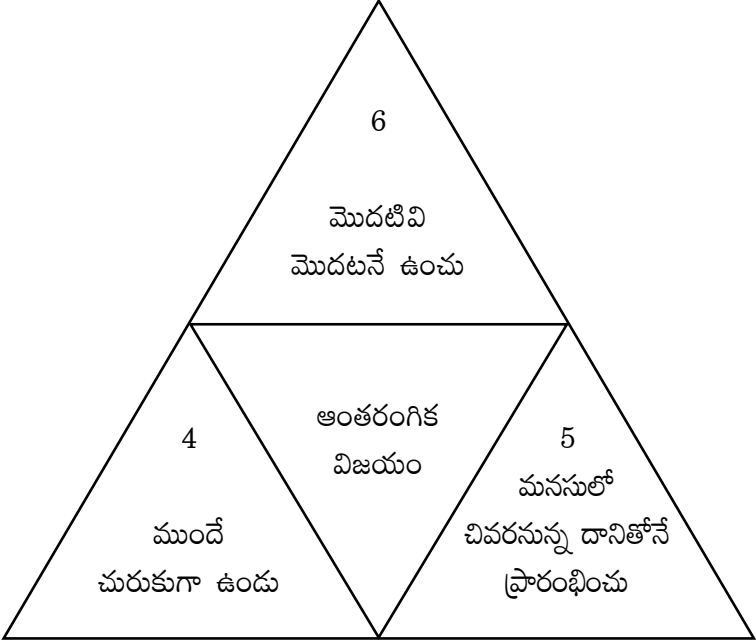 6
మొదటివి
మొదటనే ఉంచు
ఆంతరంగిక
విజయం
4
ముందే
చురుకుగా ఉండు
5
మనసులో
చివరనున్న దానితోనే
ప్రారంభించు